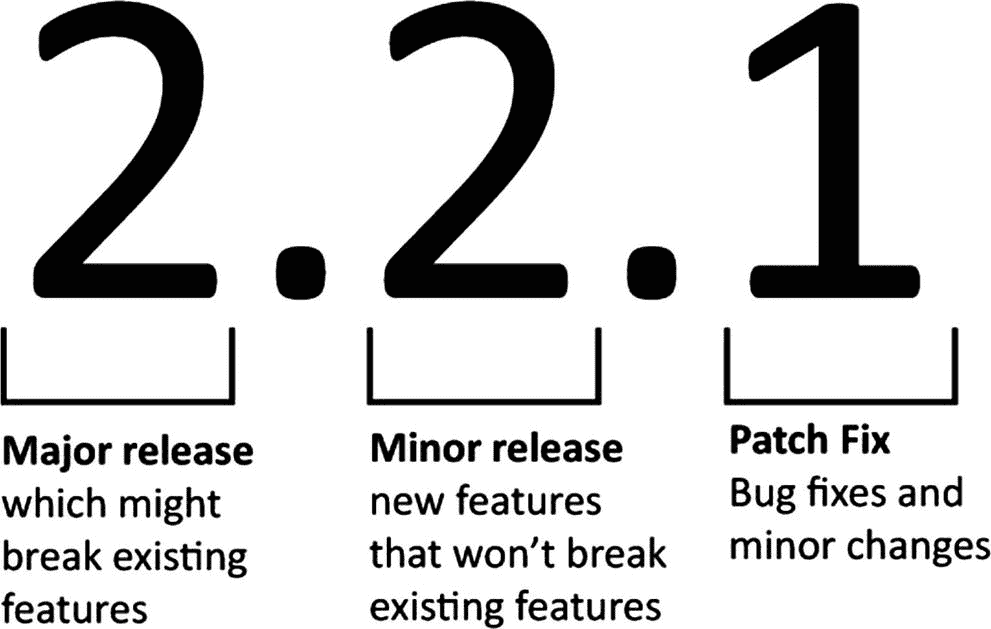 2.2.1
Major release
which might
break existing
features
Minor release
new features
that won’t break
existing features
Patch Fix
Bug fixes and
minor changes